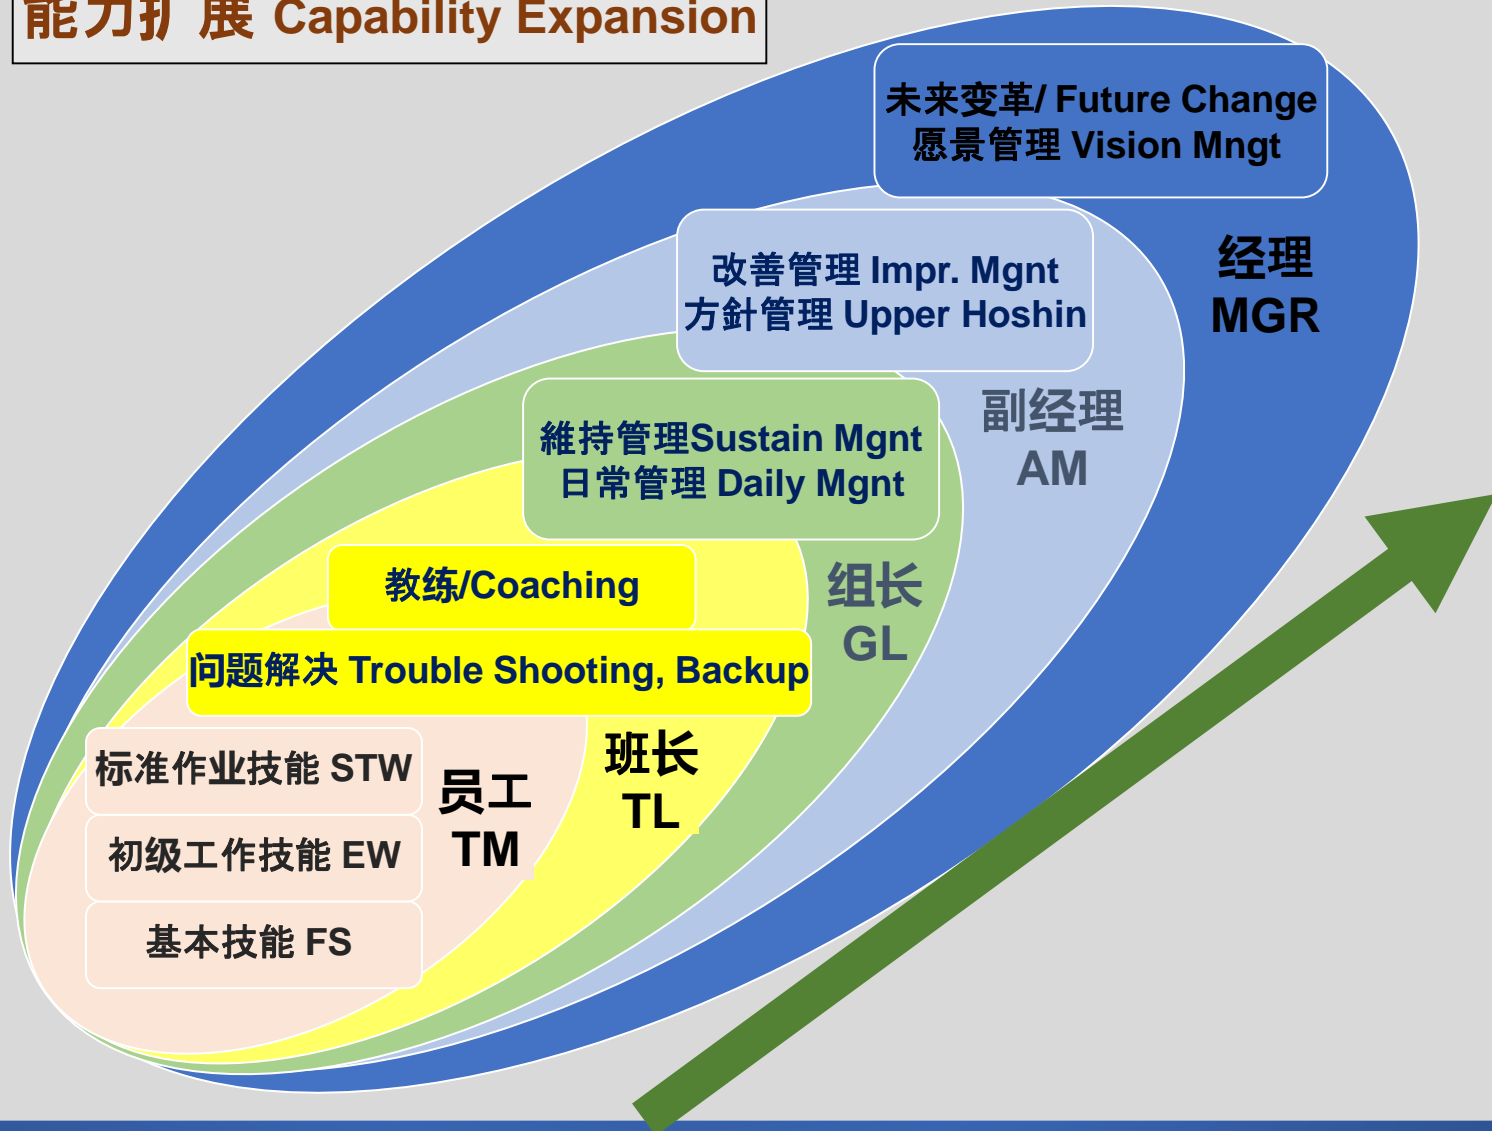 能力扩展 Capability Expansion
未来变革/ Future Change
愿景管理 Vision Mngt
经理
MGR
改善管理 Impr. Mgnt
方針管理 Upper Hoshin
副经理
AM
維持管理Sustain Mgnt
日常管理 Daily Mgnt
组长
GL
教练/Coaching
问题解决 Trouble Shooting, Backup
班长
TL
标准作业技能 STW
初级工作技能 EW
基本技能 FS
员工
TM